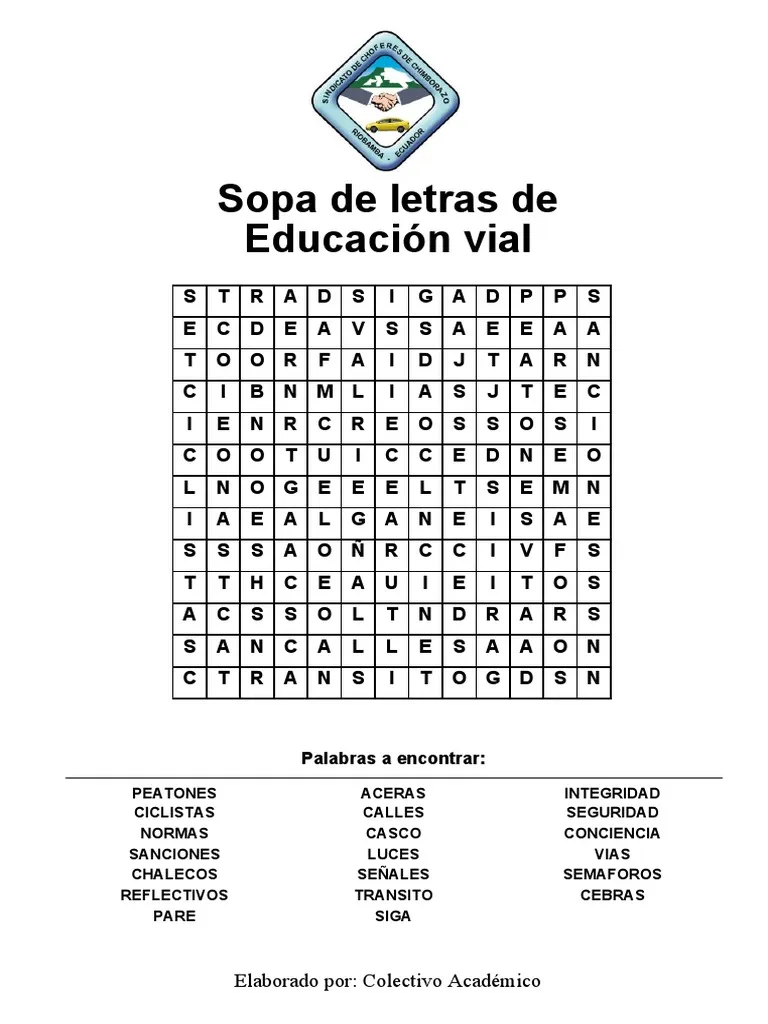 SINDICATO DE CHOFERES DE CHIMBORAZO
RIOBAMBA - ECUADOR
Sopa de letras de
Educación vial
S T R A D S I G A D P P S
E C D E A V S S A E E A A
T O O R F A I D J T A R N
C I B N M L I A S J T E C
I E N R C R E O S S O S I
C O O T U I C C E D N E O
L N O G E E E L T S E M N
I A E A L G A N E I S A E
S S S A O Ñ R C C I V F S
T T H C E A U I E I T O S
A C S S O L T N D R A R S
S A N C A L L E S A A O N
C T R A N S I T O G D S N
Palabras a encontrar:
PEATONES ACERAS INTEGRIDAD
CICLISTAS CALLES SEGURIDAD
NORMAS CASCO CONCIENCIA
SANCIONES LUCES VIAS
CHALECOS SEÑALES SEMAFOROS
REFLECTIVOS TRANSITO CEBRAS
PARE SIGA
Elaborado por: Colectivo Académico